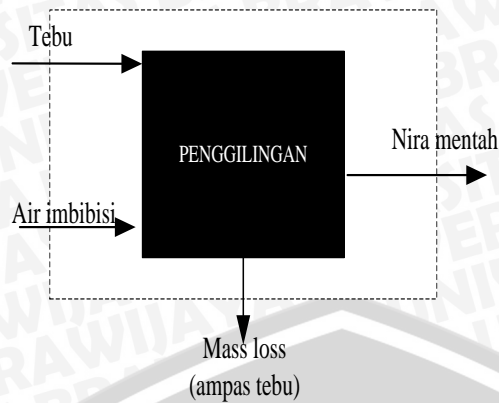 Tebu
PENGGILINGAN
Nira mentah
Air imbibisi
Mass loss
(ampas tebu)